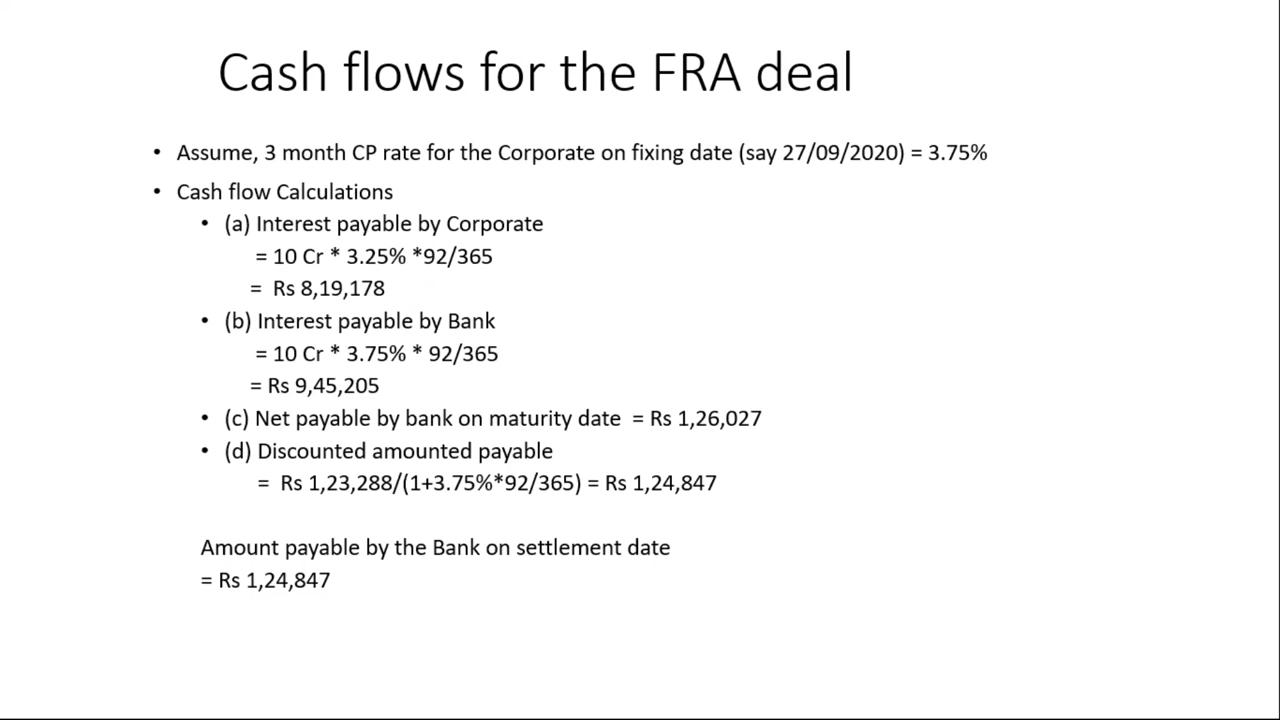 Cash flows for the FRA deal
• Assume, 3 month CP rate for the Corporate on fixing date (say 27/09/2020) = 3.75%
• Cash flow Calculations
• (a) Interest payable by Corporate
= 10 Cr * 3.25% *92/365
= Rs 8,19,178
• (b) Interest payable by Bank
= 10 Cr * 3.75% * 92/365
= Rs 9,45,205
• (c) Net payable by bank on maturity date = Rs 1,26,027
• (d) Discounted amounted payable
= Rs 1,23,288/(1+3.75%*92/365) = Rs 1,24,847
Amount payable by the Bank on settlement date
= Rs 1,24,847